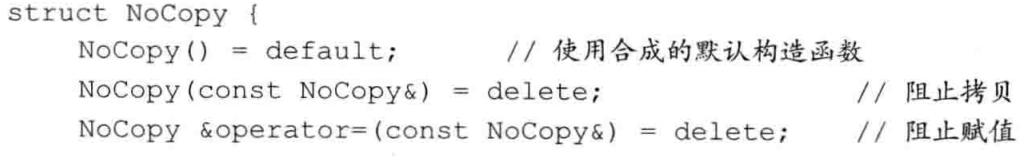 struct NoCopy {
NoCopy() = default; // 使用合成的默认构造函数
NoCopy(const NoCopy&) = delete; // 阻止拷贝
NoCopy &operator=(const NoCopy&) = delete; // 阻止赋值